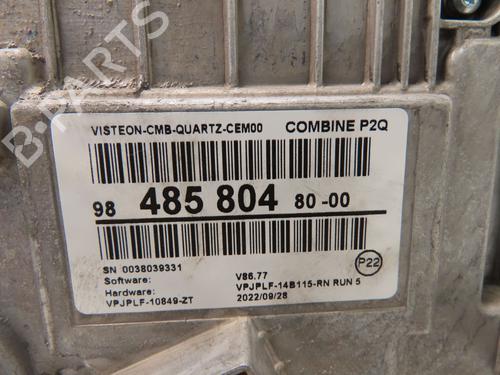 VISTEON-CMB-QUARTZ-CEM00 COMBINE P2Q
98 485 804 80-00
SN 0038039331
Software: V86.77
Hardware: VPJPLF-14B115-RN RUN 5
VPJPLF-10849-ZT 2022/09/28
P22
B-PARTS